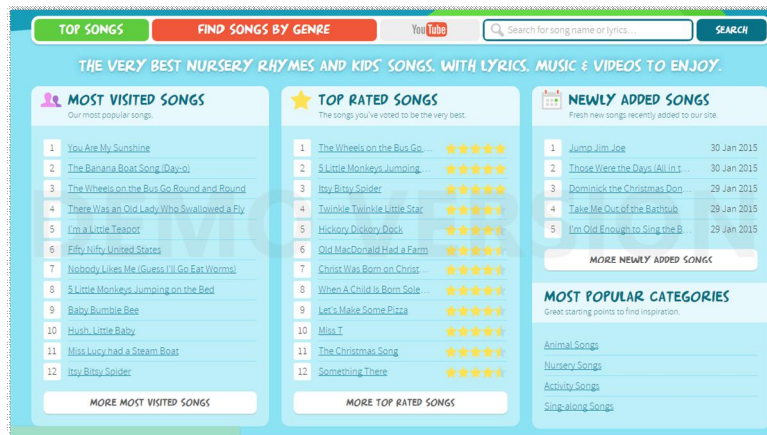 TOP SONGS
FIND SONGS BY GENRE
YouTube
Search for song name or lyrics...
SEARCH
THE VERY BEST NURSERY RHYMES AND KIDS' SONGS, WITH LYRICS, MUSIC & VIDEOS TO ENJOY.
MOST VISITED SONGS
Our most popular songs.
1 You Are My Sunshine
2 The Banana Boat Song (Day-o)
3 The Wheels on the Bus Go Round and Round
4 There Was an Old Lady Who Swallowed a Fly
5 I'm a Little Teapot
6 Fifty Nifty United States
7 Nobody Likes Me (Guess I'll Go Eat Worms)
8 5 Little Monkeys Jumping on the Bed
9 Baby Bumble Bee
10 Hush, Little Baby
11 Miss Lucy had a Steam Boat
12 Itsy Bitsy Spider
MORE MOST VISITED SONGS
TOP RATED SONGS
The songs you've voted to be the very best.
1 The Wheels on the Bus Go ...
2 5 Little Monkeys Jumping ...
3 Itsy Bitsy Spider
4 Twinkle Twinkle Little Star
5 Hickory Dickory Dock
6 Old MacDonald Had a Farm
7 Christ Was Born on Christ...
8 When A Child Is Born Sole...
9 Let's Make Some Pizza
10 Miss T
11 The Christmas Song
12 Something There
MORE TOP RATED SONGS
NEWLY ADDED SONGS
Fresh new songs recently added to our site.
1 Jump Jim Joe 30 Jan 2015
2 Those Were the Days (All in t... 30 Jan 2015
3 Dominick the Christmas Don... 29 Jan 2015
4 Take Me Out of the Bathtub 29 Jan 2015
5 I'm Old Enough to Sing the B... 29 Jan 2015
MORE NEWLY ADDED SONGS
MOST POPULAR CATEGORIES
Great starting points to find inspiration.
Animal Songs
Nursery Songs
Activity Songs
Sing-along Songs
DEMO VERSION